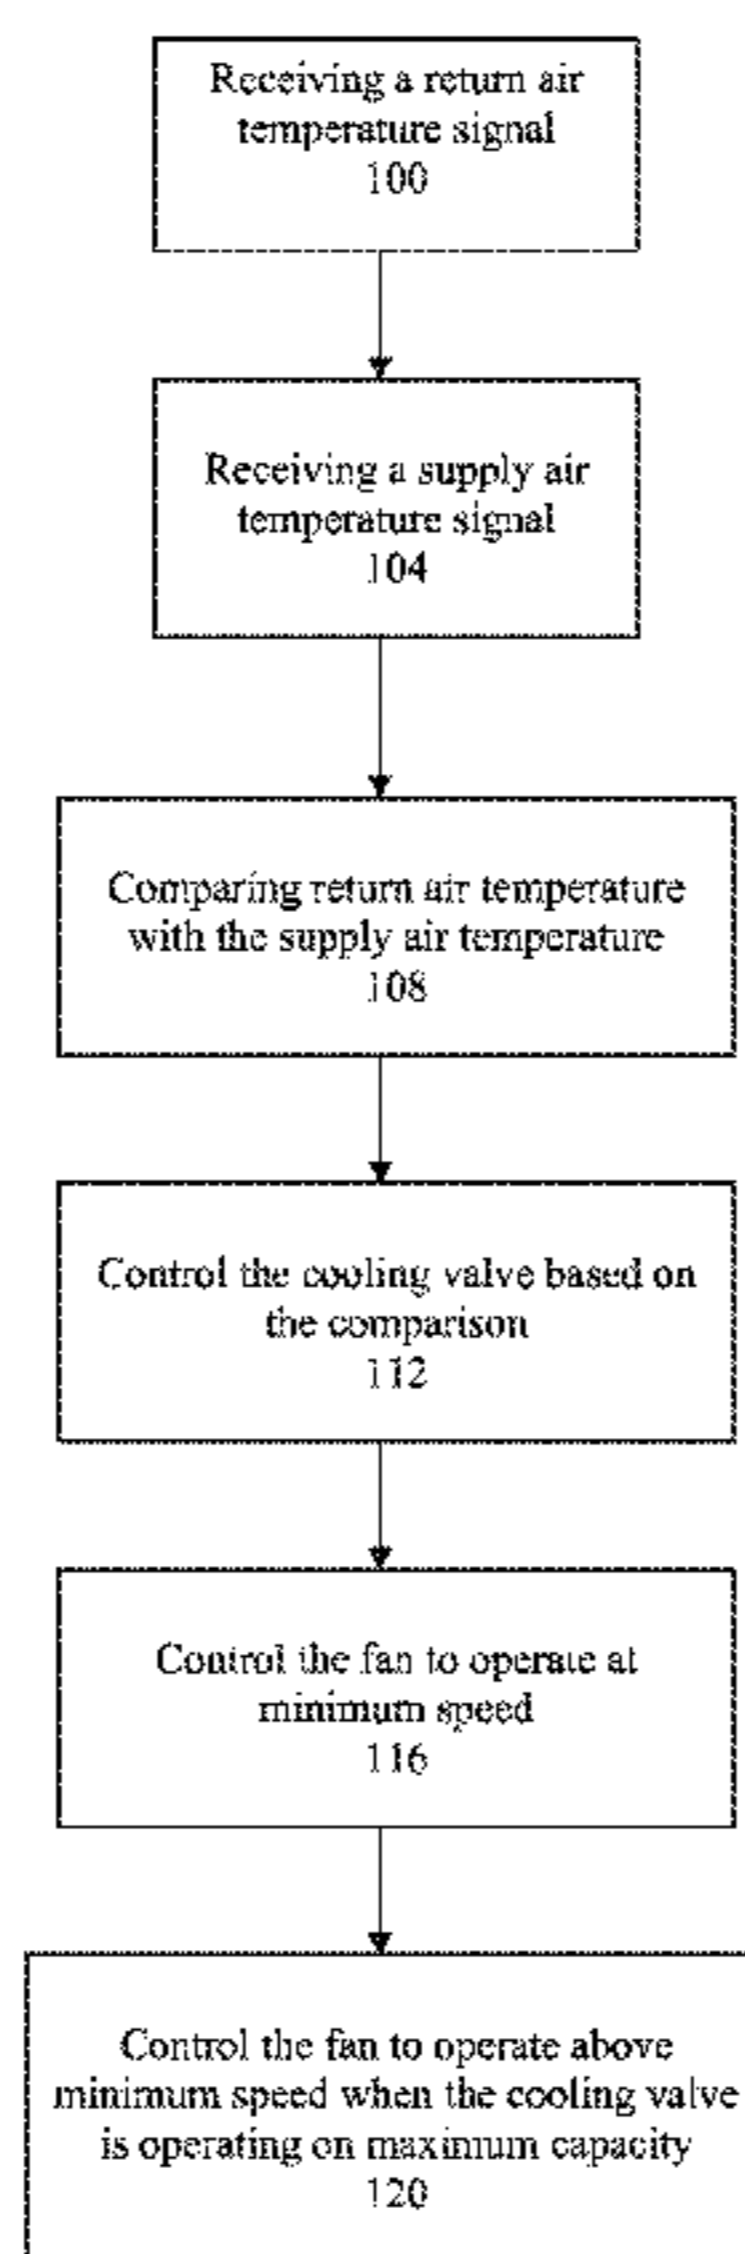 Receiving a return air
temperature signal
100
Receiving a supply air
temperature signal
104
Comparing return air temperature
with the supply air temperature
108
Control the cooling valve based on
the comparison
112
Control the fan to operate at
minimum speed
116
Control the fan to operate above
minimum speed when the cooling valve
is operating on maximum capacity
120